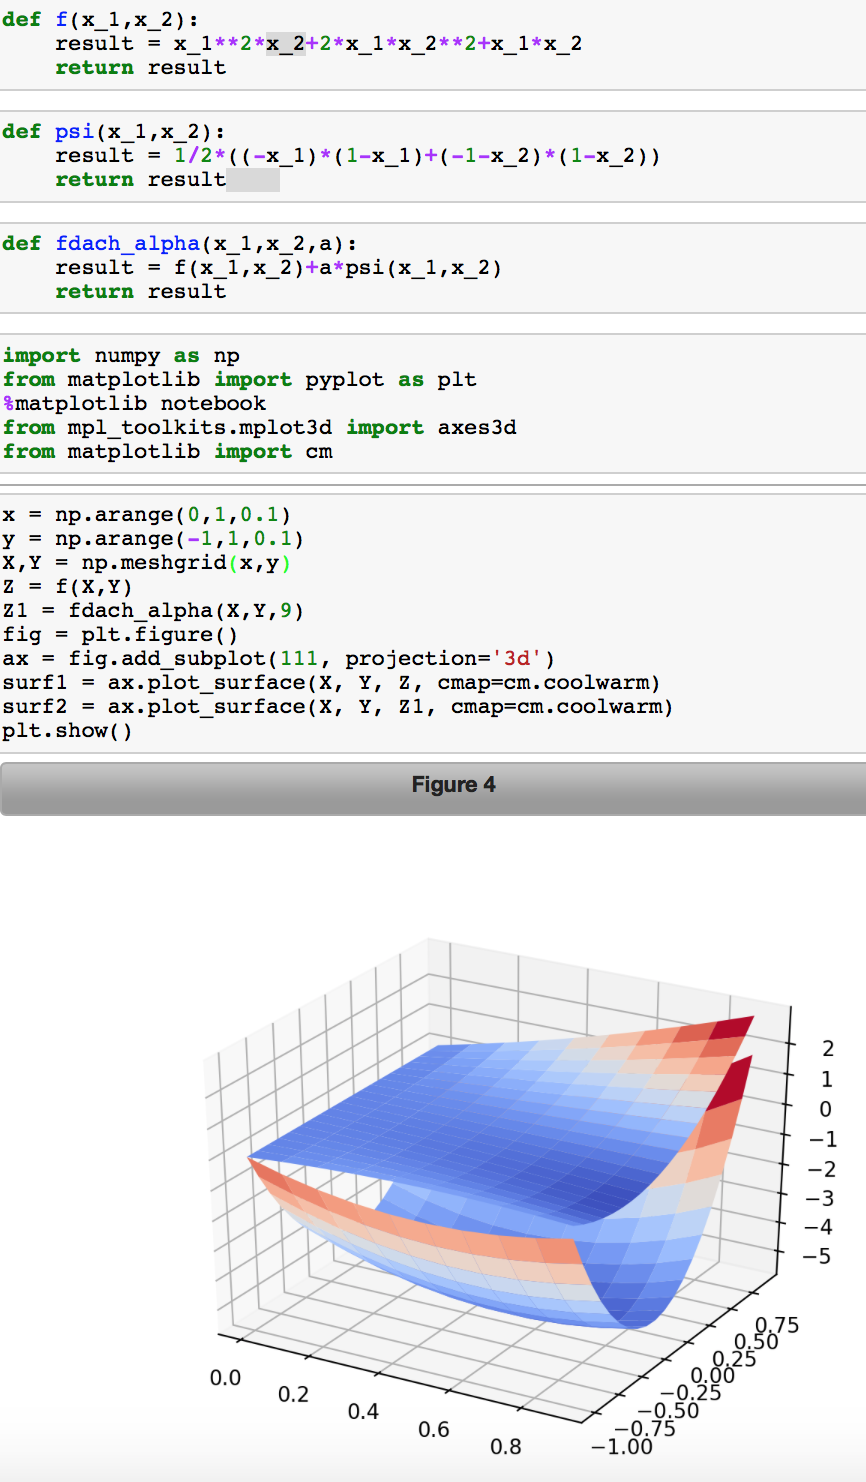 def f(x_1,x_2):
    result = x_1**2*x_2+2*x_1*x_2**2+x_1*x_2
    return result
def psi(x_1,x_2):
    result = 1/2*((-x_1)*(1-x_1)+(-1-x_2)*(1-x_2))
    return result
def fdach_alpha(x_1,x_2,a):
    result = f(x_1,x_2)+a*psi(x_1,x_2)
    return result
import numpy as np
from matplotlib import pyplot as plt
%matplotlib notebook
from mpl_toolkits.mplot3d import axes3d
from matplotlib import cm
x = np.arange(0,1,0.1)
y = np.arange(-1,1,0.1)
X,Y = np.meshgrid(x,y)
Z = f(X,Y)
Z1 = fdach_alpha(X,Y,9)
fig = plt.figure()
ax = fig.add_subplot(111, projection='3d')
surf1 = ax.plot_surface(X, Y, Z, cmap=cm.coolwarm)
surf2 = ax.plot_surface(X, Y, Z1, cmap=cm.coolwarm)
plt.show()
Figure 4
2
1
0
−1
−2
−3
−4
−5
0.75
0.50
0.25
0.00
−0.25
−0.50
−0.75
−1.00
0.0
0.2
0.4
0.6
0.8